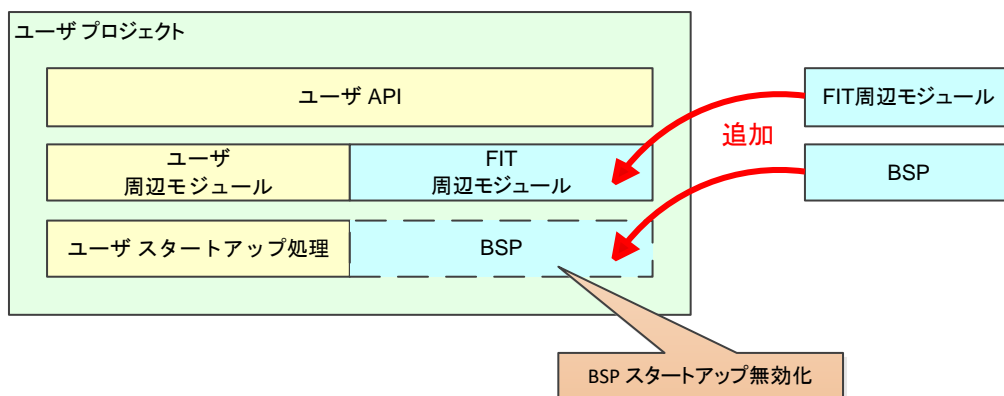 ユーザ プロジェクト
ユーザ API
FIT周辺モジュール
追加
ユーザ
周辺モジュール
FIT
周辺モジュール
BSP
ユーザ スタートアップ処理
BSP
BSP スタートアップ無効化